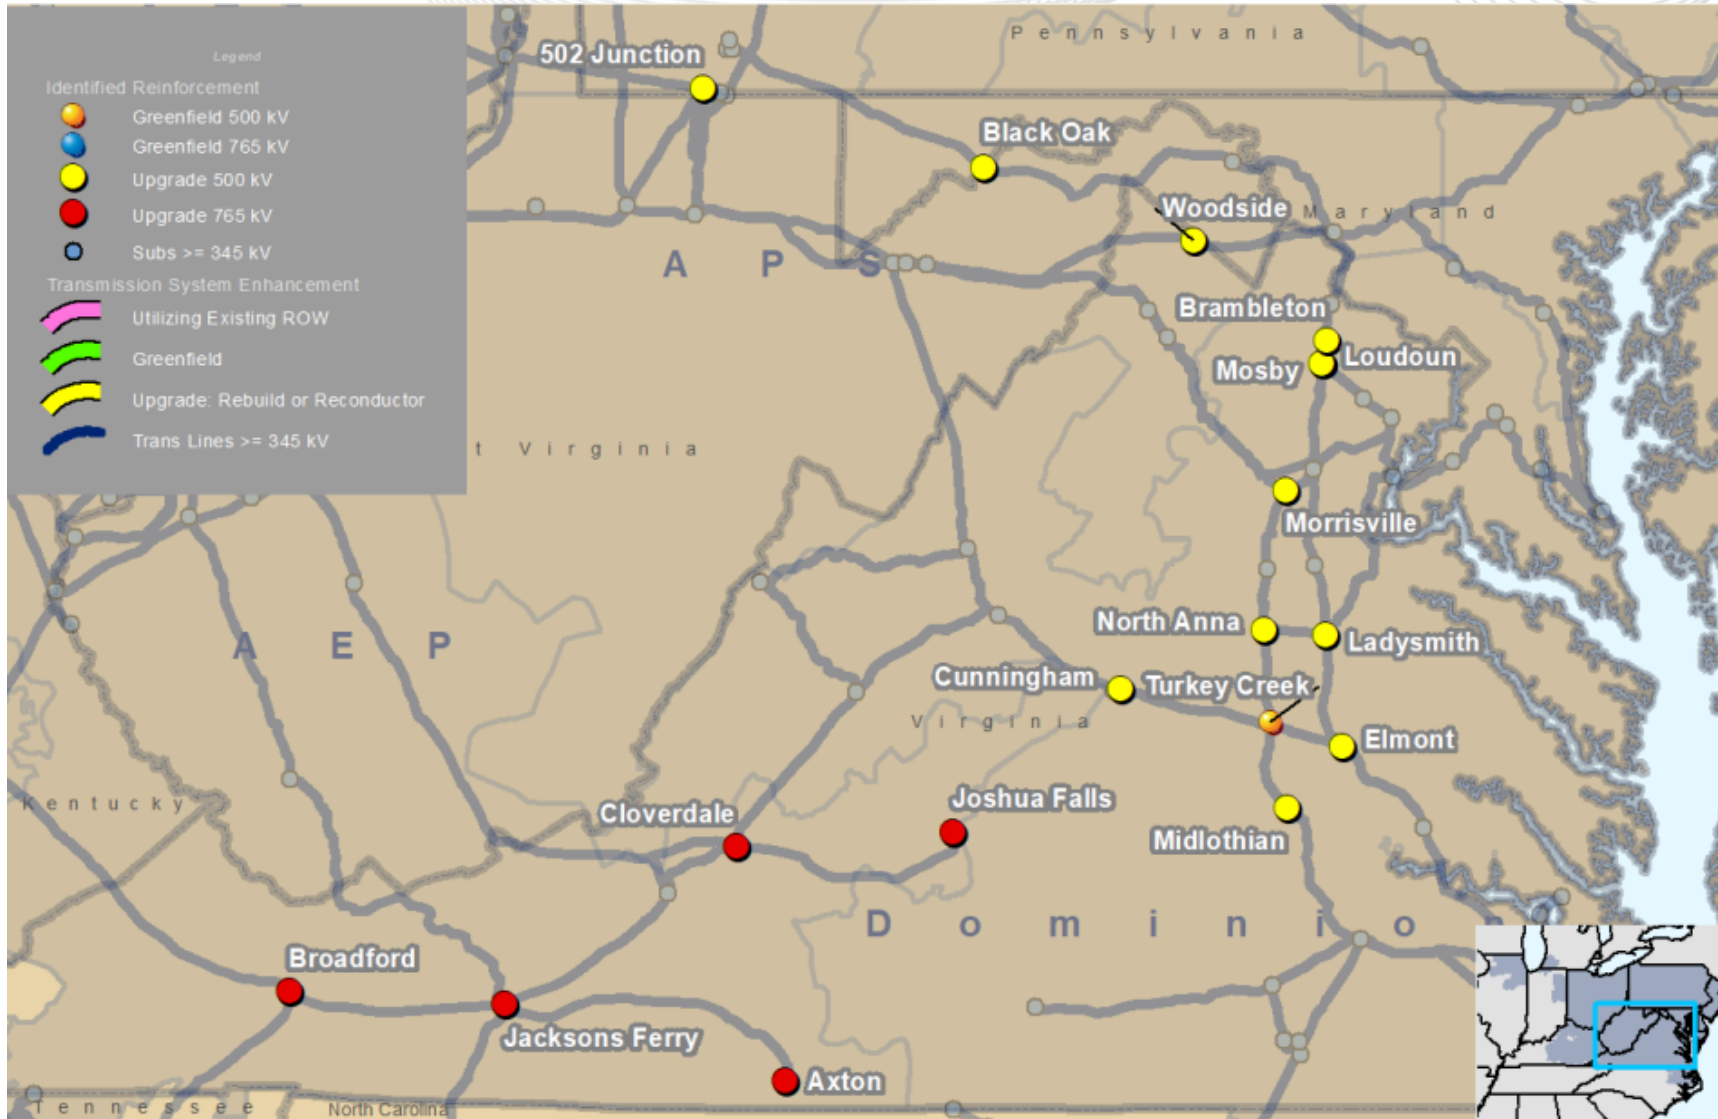 Legend
Identified Reinforcement
Greenfield 500 kV
Greenfield 765 kV
Upgrade 500 kV
Upgrade 765 kV
Subs >= 345 kV
Transmission System Enhancement
Utilizing Existing ROW
Greenfield
Upgrade: Rebuild or Reconductor
Trans Lines >= 345 kV
Pennsylvania
502 Junction
Black Oak
Woodside
Maryland
APS
Brambleton
Loudoun
Mosby
t Virginia
Morrisville
North Anna
Ladysmith
AEP
Cunningham
Turkey Creek
Virginia
Elmont
Kentucky
Joshua Falls
Cloverdale
Midlothian
Dominion
Broadford
Jacksons Ferry
Axton
Tennessee
North Carolina